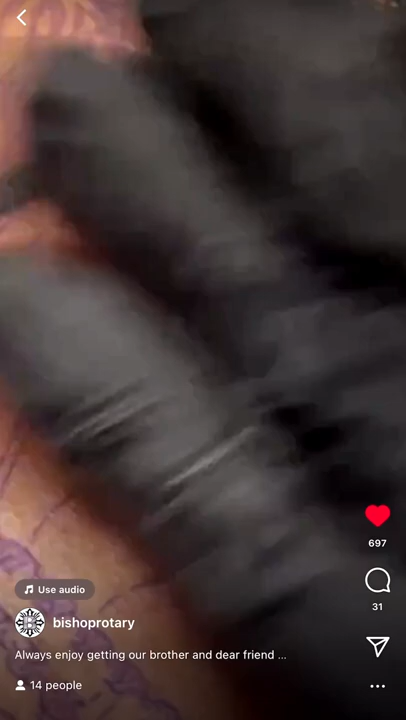 697
31
Use audio
bishoprotary
Always enjoy getting our brother and dear friend ...
14 people